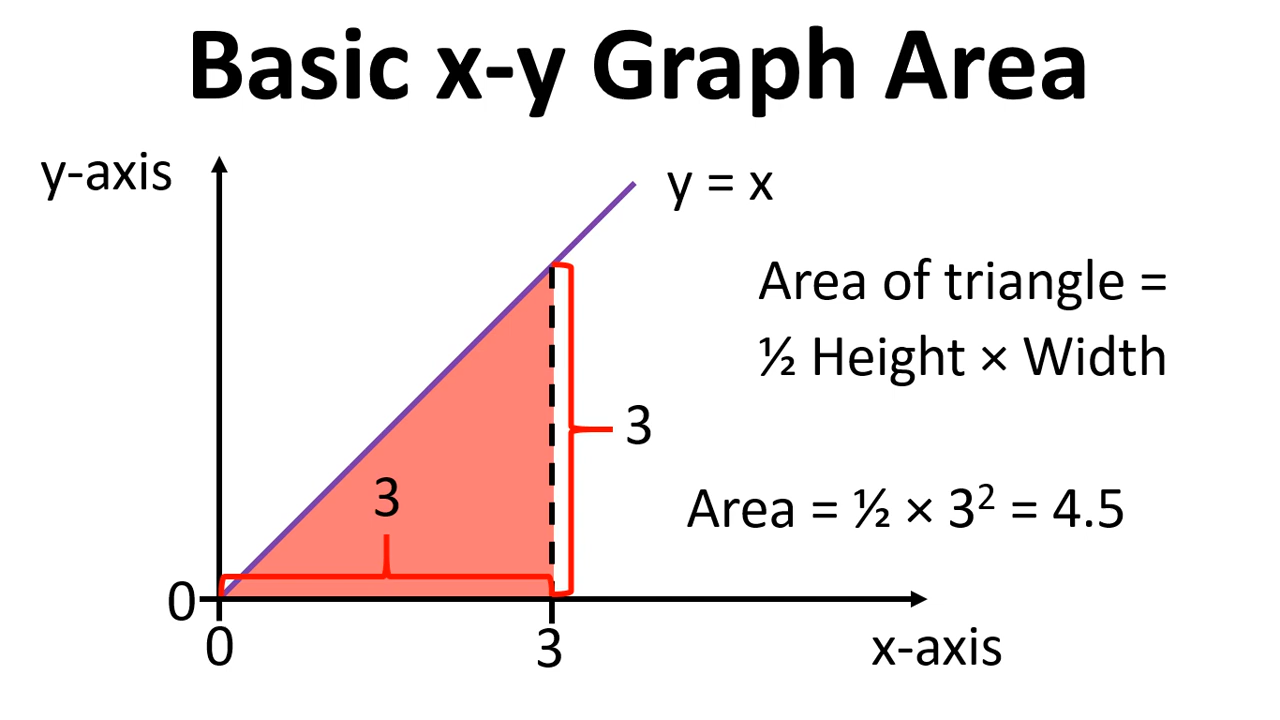 Basic x-y Graph Area
y-axis
y = x
Area of triangle =
½ Height × Width
3
3
Area = ½ × 3² = 4.5
0
0
3
x-axis